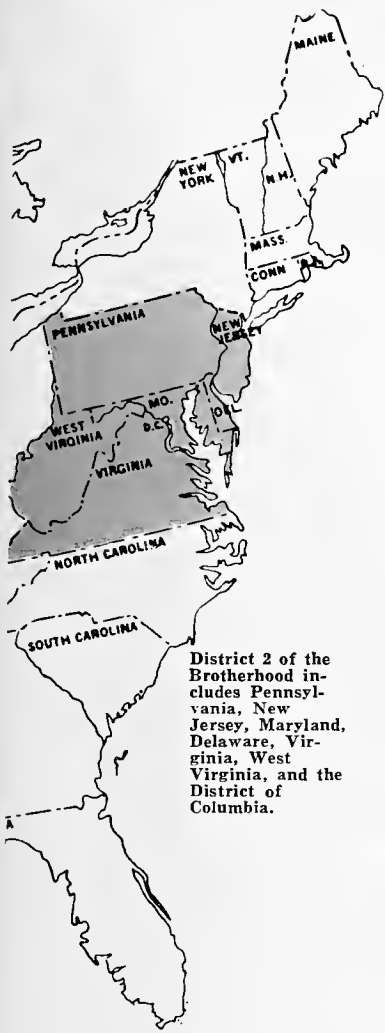 MAINE
NEW
YORK
VT.
N.H.
MASS.
CONN
R.I.
PENNSYLVANIA
NEW
JERSEY
MO.
DEL.
WEST
VIRGINIA
D.C.
VIRGINIA
NORTH CAROLINA
SOUTH CAROLINA
District 2 of the
Brotherhood in-
cludes Pennsyl-
vania, New
Jersey, Maryland,
Delaware, Vir-
ginia, West
Virginia, and the
District of
Columbia.
A